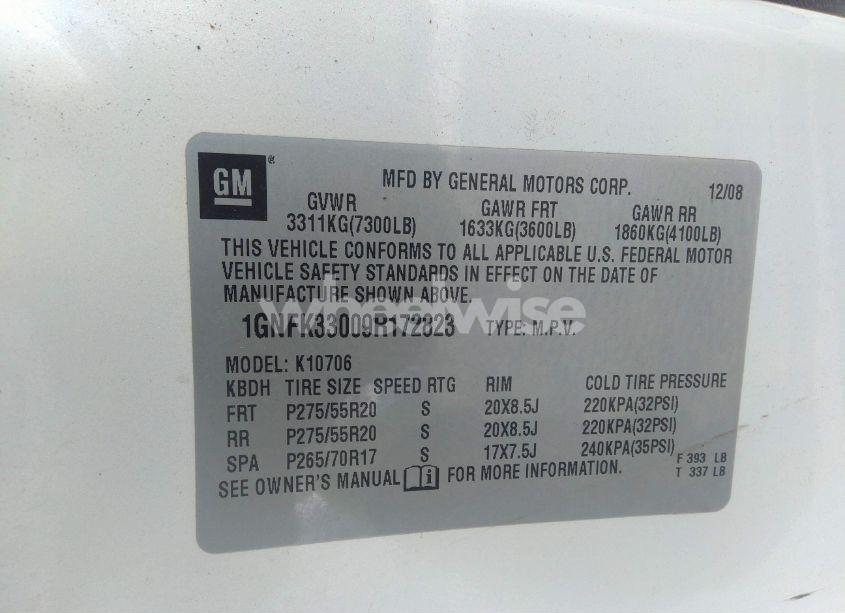 GM ®
MFD BY GENERAL MOTORS CORP. 12/08
GVWR GAWR FRT GAWR RR
3311KG(7300LB) 1633KG(3600LB) 1860KG(4100LB)
THIS VEHICLE CONFORMS TO ALL APPLICABLE U.S. FEDERAL MOTOR
VEHICLE SAFETY STANDARDS IN EFFECT ON THE DATE OF
MANUFACTURE SHOWN ABOVE.
wheelwise
TYPE: M.P.V.
MODEL: K10706
KBDH TIRE SIZE SPEED RTG RIM COLD TIRE PRESSURE
FRT P275/55R20 S 20X8.5J 220KPA(32PSI)
RR P275/55R20 S 20X8.5J 220KPA(32PSI)
SPA P265/70R17 S 17X7.5J 240KPA(35PSI)
F 393 LB
T 337 LB
SEE OWNER'S MANUAL FOR MORE INFORMATION.